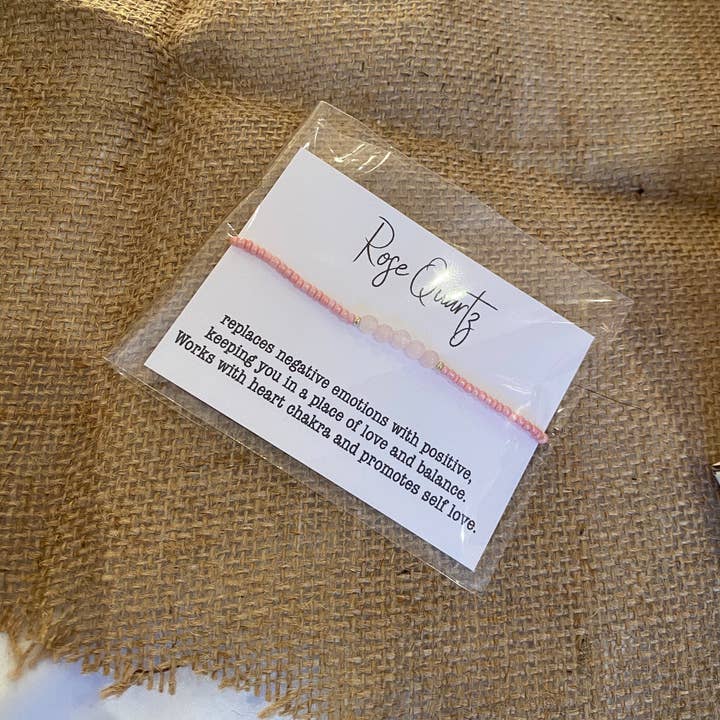 Rose Quartz
replaces negative emotions with positive,
keeping you in a place of love and balance.
Works with heart chakra and promotes self love.